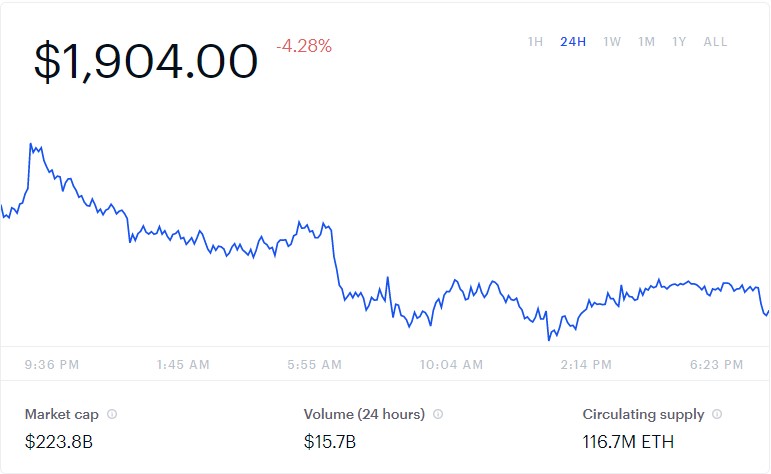 $1,904.00 -4.28%
1H 24H 1W 1M 1Y ALL
9:36 PM 1:45 AM 5:55 AM 10:04 AM 2:14 PM 6:23 PM
Market cap Volume (24 hours) Circulating supply
$223.8B $15.7B 116.7M ETH